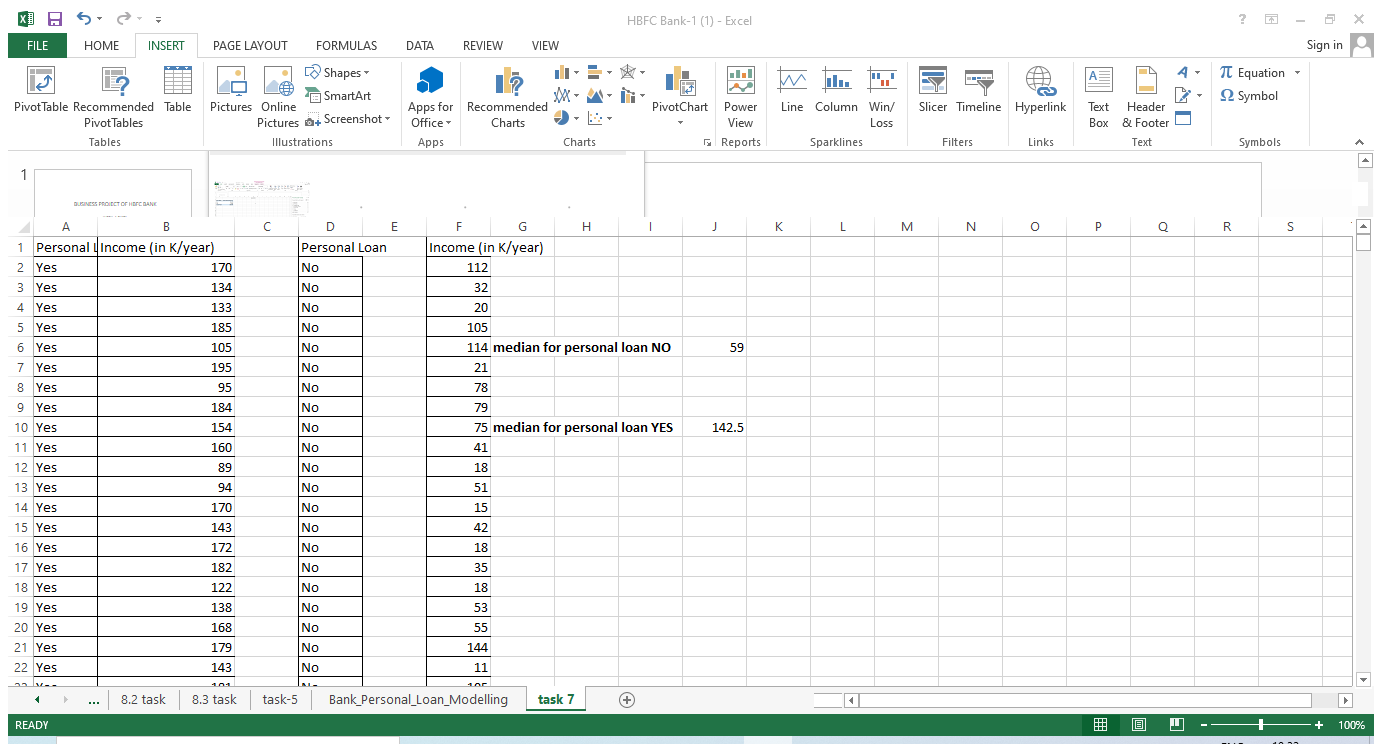 HBFC Bank-1 (1) - Excel
FILE HOME INSERT PAGE LAYOUT FORMULAS DATA REVIEW VIEW Sign in
PivotTable Recommended PivotTables Table Pictures Online Pictures Shapes SmartArt Screenshot Apps for Office Recommended Charts PivotChart Power View Line Column Win/ Loss Slicer Timeline Hyperlink Text Box Header & Footer Equation Symbol
Tables Illustrations Apps Charts Reports Sparklines Filters Links Text Symbols
1
BUSINESS PROJECT OF HBFC BANK
A B C D E F G H I J K L M N O P Q R S
1 Personal L Income (in K/year) Personal Loan Income (in K/year)
2 Yes 170 No 112
3 Yes 134 No 32
4 Yes 133 No 20
5 Yes 185 No 105
6 Yes 105 No 114 median for personal loan NO 59
7 Yes 195 No 21
8 Yes 95 No 78
9 Yes 184 No 79
10 Yes 154 No 75 median for personal loan YES 142.5
11 Yes 160 No 41
12 Yes 89 No 18
13 Yes 94 No 51
14 Yes 170 No 15
15 Yes 143 No 42
16 Yes 172 No 18
17 Yes 182 No 35
18 Yes 122 No 18
19 Yes 138 No 53
20 Yes 168 No 55
21 Yes 179 No 144
22 Yes 143 No 11
... 8.2 task 8.3 task task-5 Bank_Personal_Loan_Modelling task 7
READY 100%